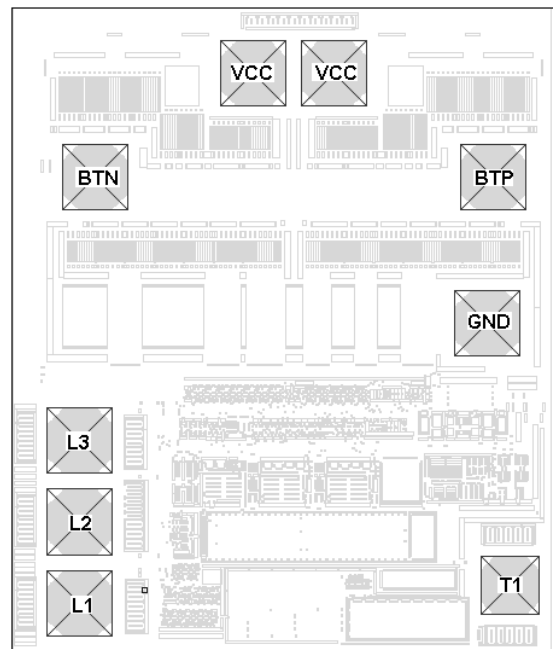 VCC VCC
BTN BTP
GND
L3
L2
L1 T1